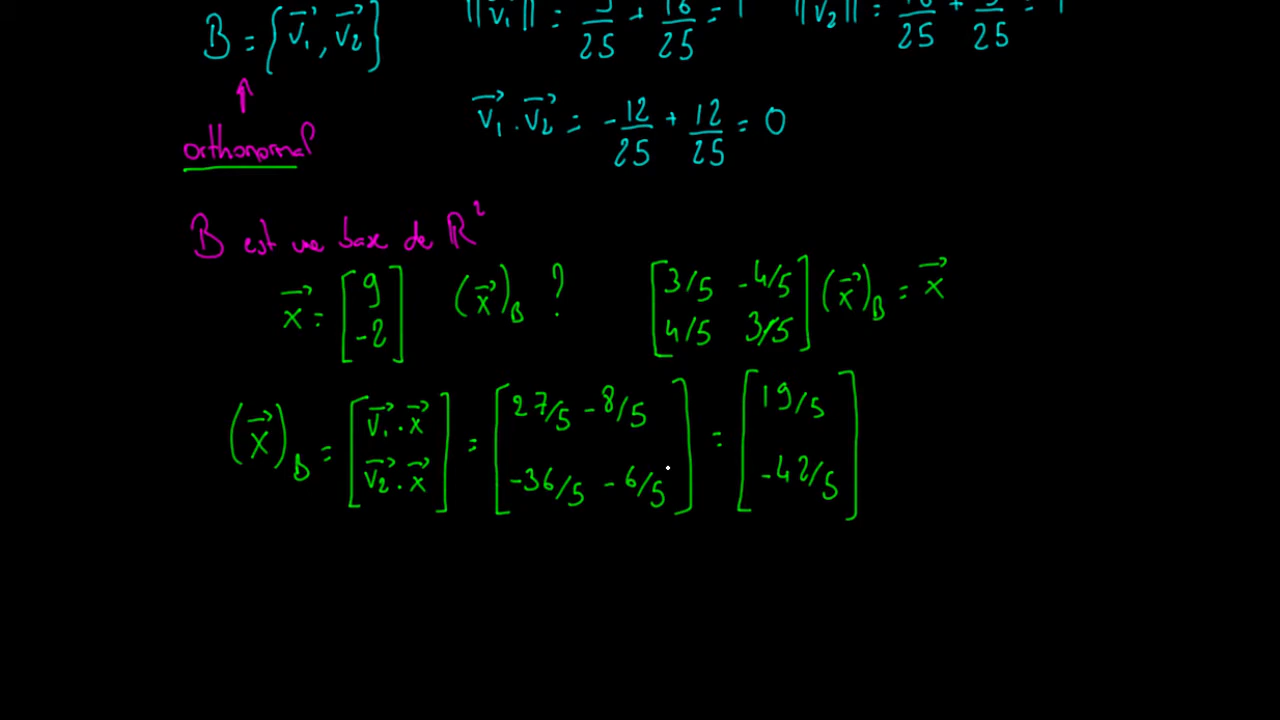 B = {v₁⃗, v₂⃗} ||v₁⃗|| = 9/25 + 16/25 = 1 ||v₂⃗|| = 16/25 + 9/25 = 1
v₁⃗ . v₂⃗ = -12/25 + 12/25 = 0
orthonormal
B est une base de ℝ²
x⃗ = [9 ; -2] (x⃗)_B ? [3/5 -4/5 ; 4/5 3/5] (x⃗)_B = x⃗
(x⃗)_B = [v₁⃗ . x⃗ ; v₂⃗ . x⃗] = [27/5 - 8/5 ; -36/5 - 6/5] = [19/5 ; -42/5]